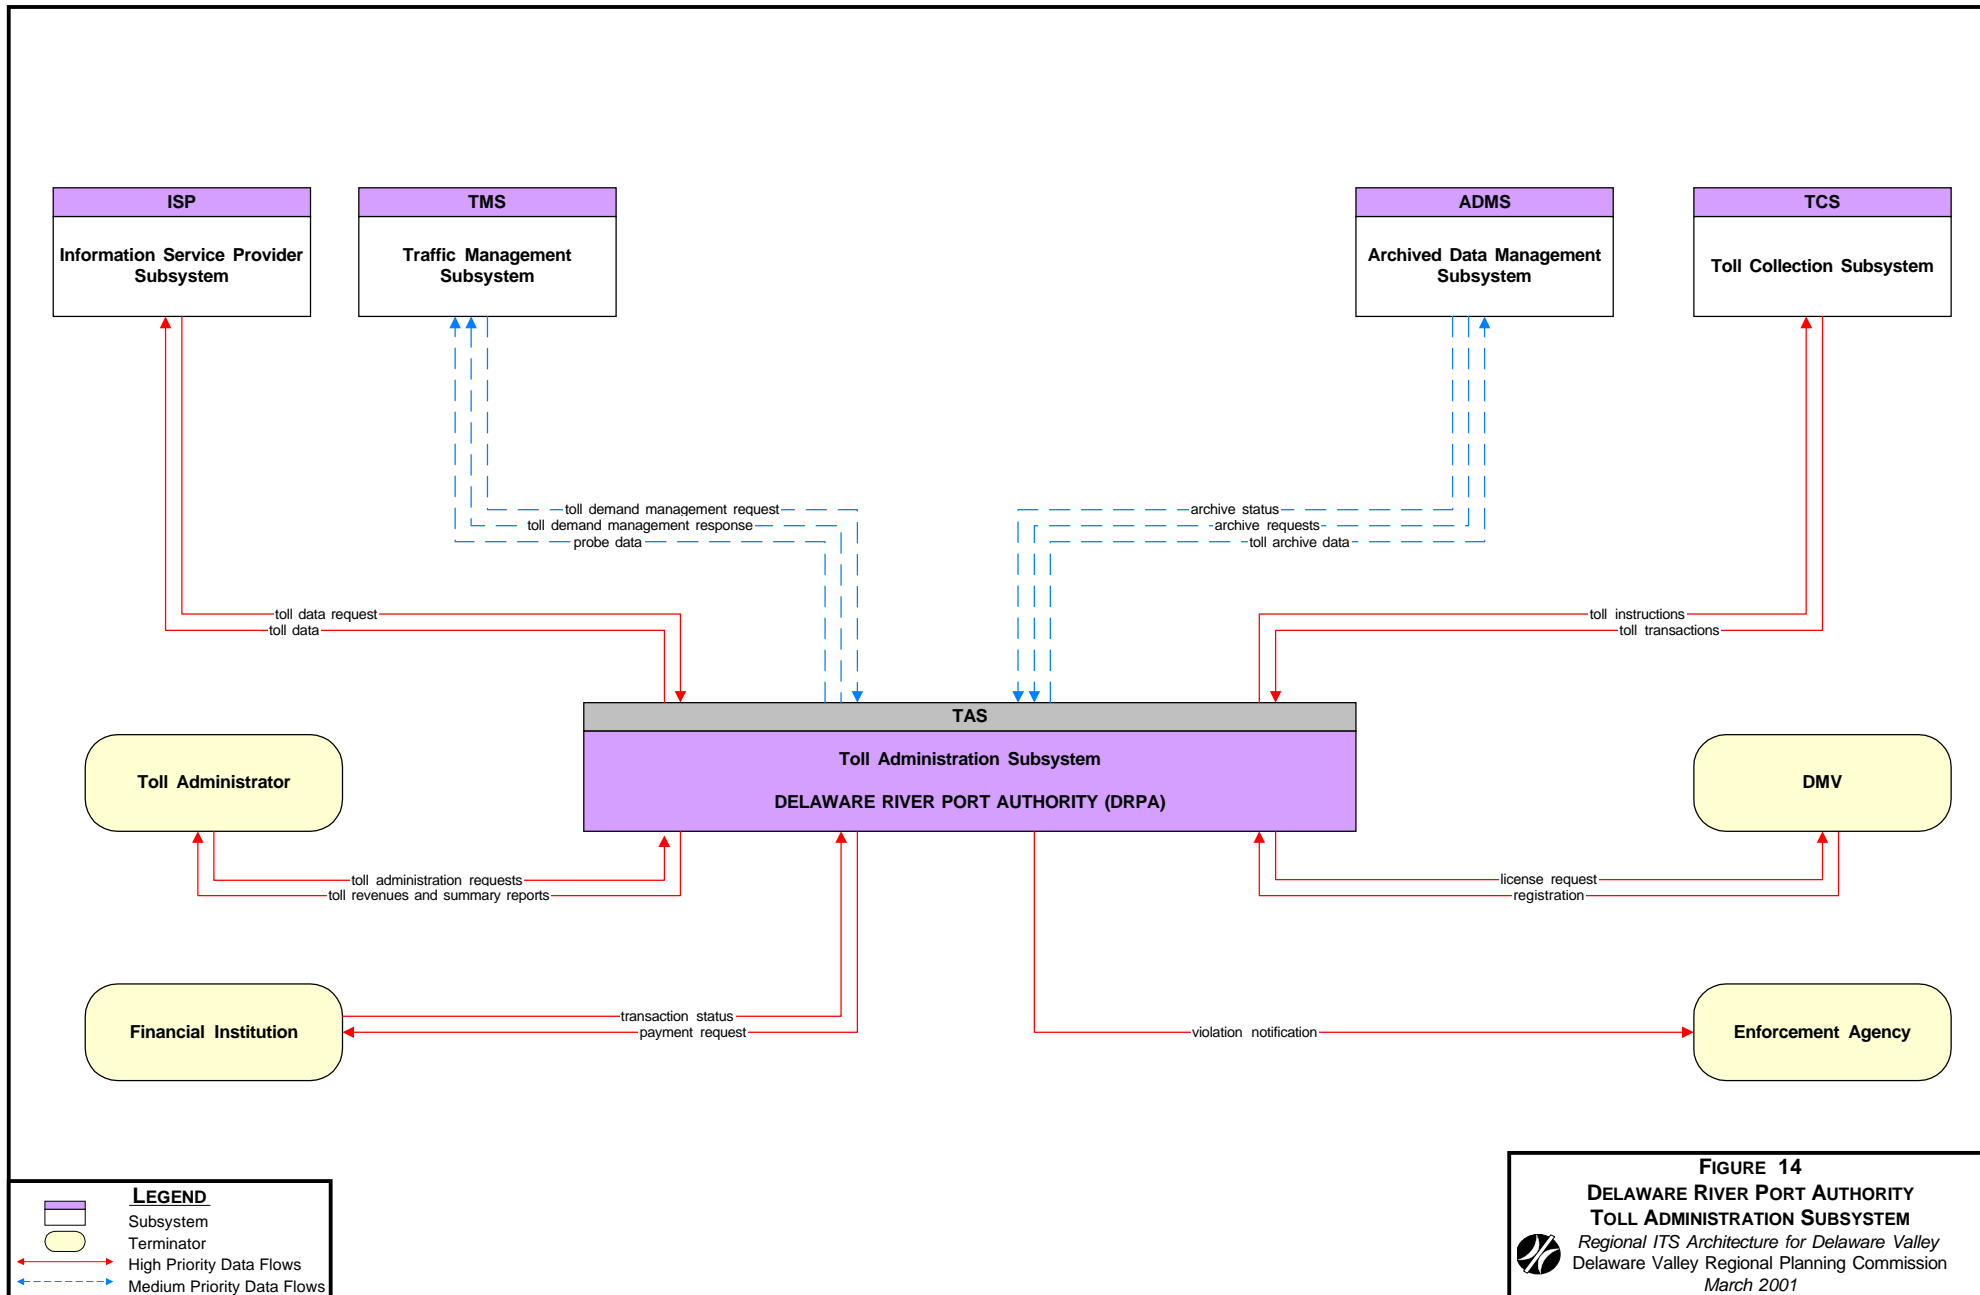 ISP
TMS
ADMS
TCS
Information Service Provider
Subsystem
Traffic Management
Subsystem
Archived Data Management
Subsystem
Toll Collection Subsystem
toll demand management request
toll demand management response
probe data
archive status
archive requests
toll archive data
toll data request
toll data
toll instructions
toll transactions
TAS
Toll Administration Subsystem
DELAWARE RIVER PORT AUTHORITY (DRPA)
Toll Administrator
DMV
toll administration requests
toll revenues and summary reports
license request
registration
Financial Institution
transaction status
payment request
violation notification
Enforcement Agency
LEGEND
Subsystem
Terminator
High Priority Data Flows
Medium Priority Data Flows
FIGURE 14
DELAWARE RIVER PORT AUTHORITY
TOLL ADMINISTRATION SUBSYSTEM
Regional ITS Architecture for Delaware Valley
Delaware Valley Regional Planning Commission
March 2001